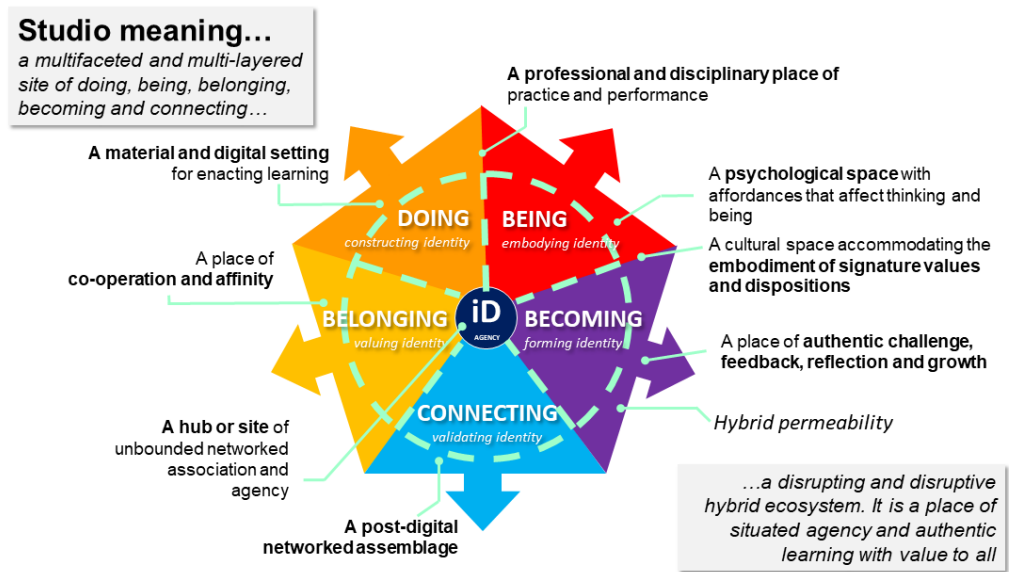 Studio meaning…
a multifaceted and multi-layered
site of doing, being, belonging,
becoming and connecting…
A professional and disciplinary place of
practice and performance
A material and digital setting
for enacting learning
A psychological space with
affordances that affect thinking and
being
DOING
constructing identity
BEING
embodying identity
A place of
co-operation and affinity
A cultural space accommodating the
embodiment of signature values
and dispositions
iD
AGENCY
BELONGING
valuing identity
BECOMING
forming identity
A place of authentic challenge,
feedback, reflection and growth
CONNECTING
validating identity
Hybrid permeability
A hub or site of
unbounded networked
association and
agency
A post-digital
networked assemblage
…a disrupting and disruptive
hybrid ecosystem. It is a place of
situated agency and authentic
learning with value to all